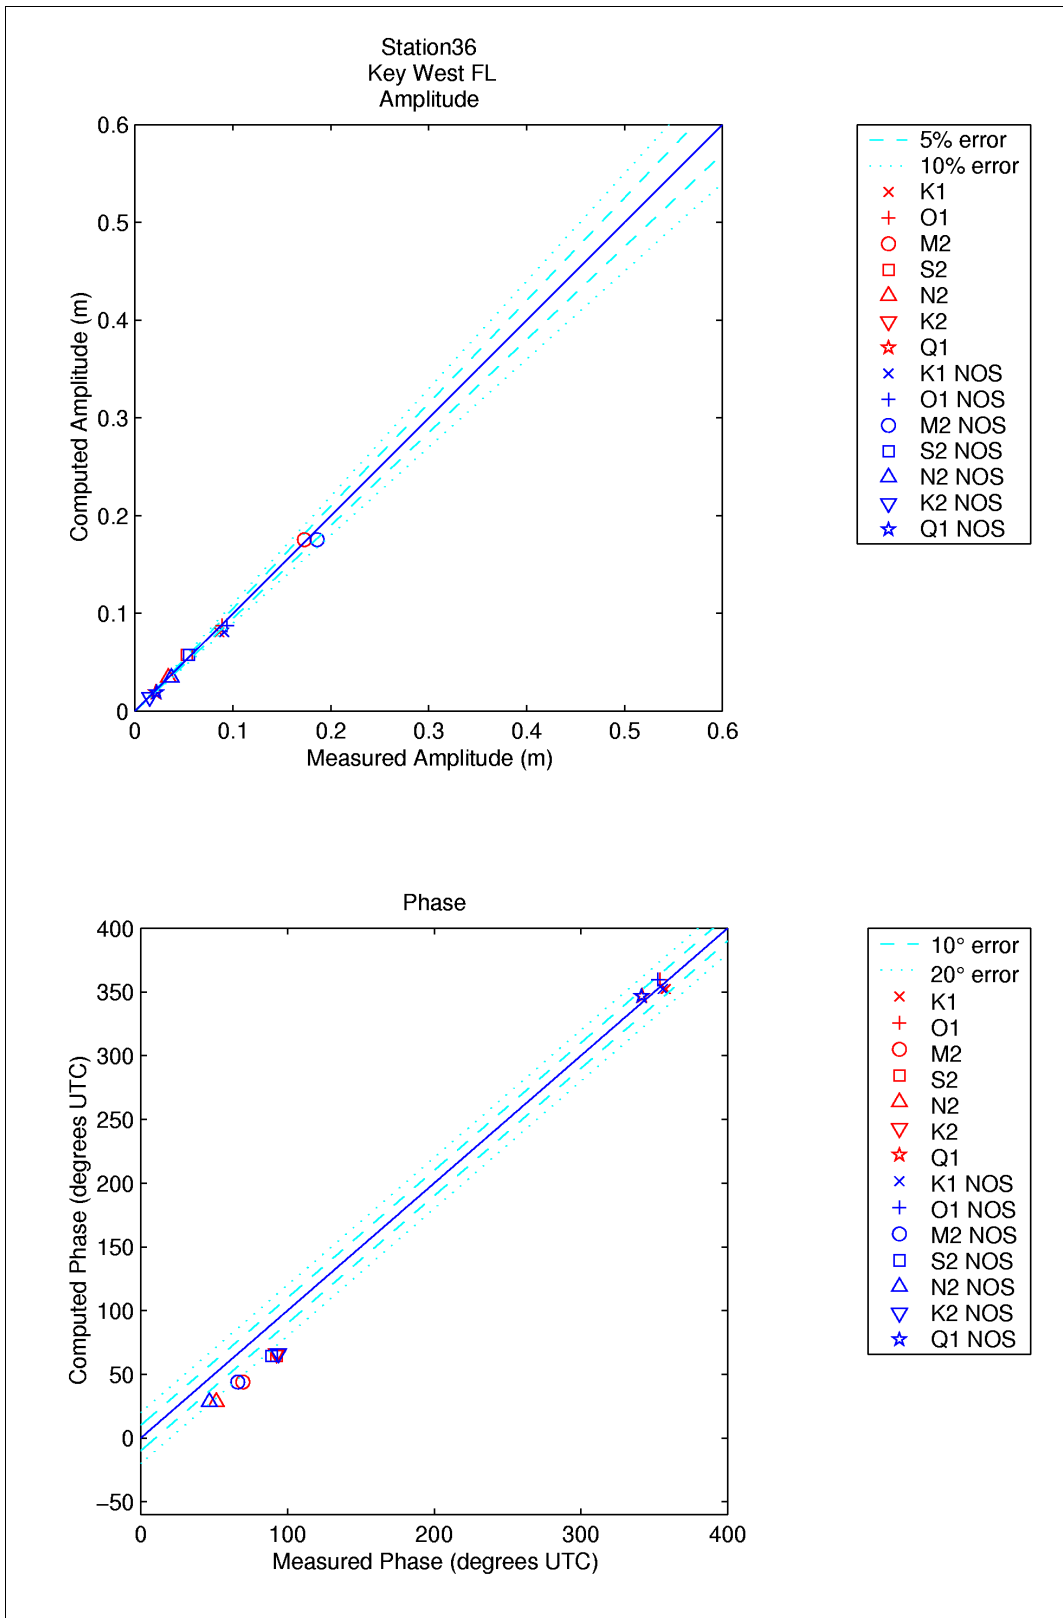 Station36
Key West FL
Amplitude
0.6
0.5
0.4
0.3
0.2
0.1
0
Computed Amplitude (m)
0 0.1 0.2 0.3 0.4 0.5 0.6
Measured Amplitude (m)
5% error
10% error
K1
O1
M2
S2
N2
K2
Q1
K1 NOS
O1 NOS
M2 NOS
S2 NOS
N2 NOS
K2 NOS
Q1 NOS
Phase
400
350
300
250
200
150
100
50
0
−50
Computed Phase (degrees UTC)
0 100 200 300 400
Measured Phase (degrees UTC)
10° error
20° error
K1
O1
M2
S2
N2
K2
Q1
K1 NOS
O1 NOS
M2 NOS
S2 NOS
N2 NOS
K2 NOS
Q1 NOS